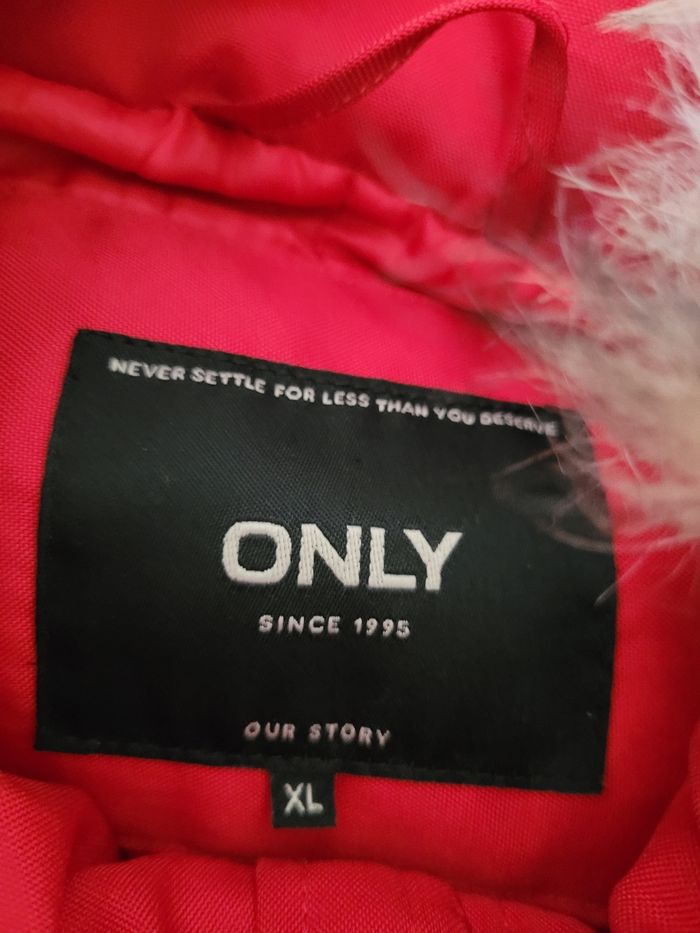 NEVER SETTLE FOR LESS THAN YOU DESERVE
ONLY
SINCE 1995
OUR STORY
XL